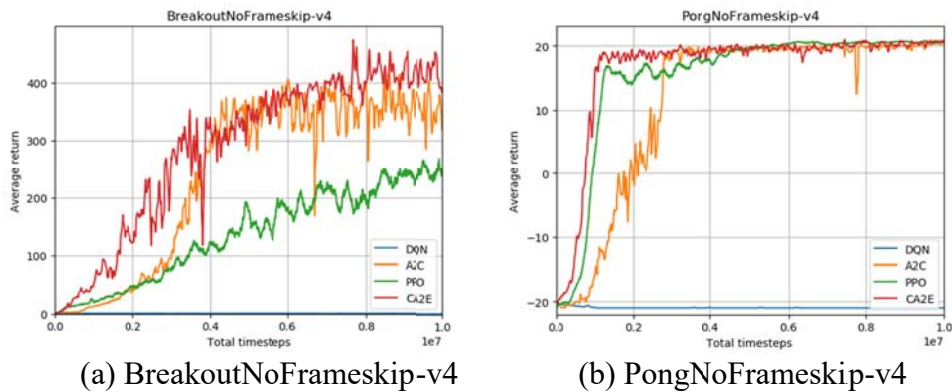 BreakoutNoFrameskip-v4
400
300
200
100
0
Average return
0.0 0.2 0.4 0.6 0.8 1.0
1e7
Total timesteps
DQN
A2C
PPO
CA2E
(a) BreakoutNoFrameskip-v4
PorgNoFrameskip-v4
20
10
0
−10
−20
Average return
0.0 0.2 0.4 0.6 0.8 1.0
1e7
Total timesteps
DQN
A2C
PPO
CA2E
(b) PongNoFrameskip-v4